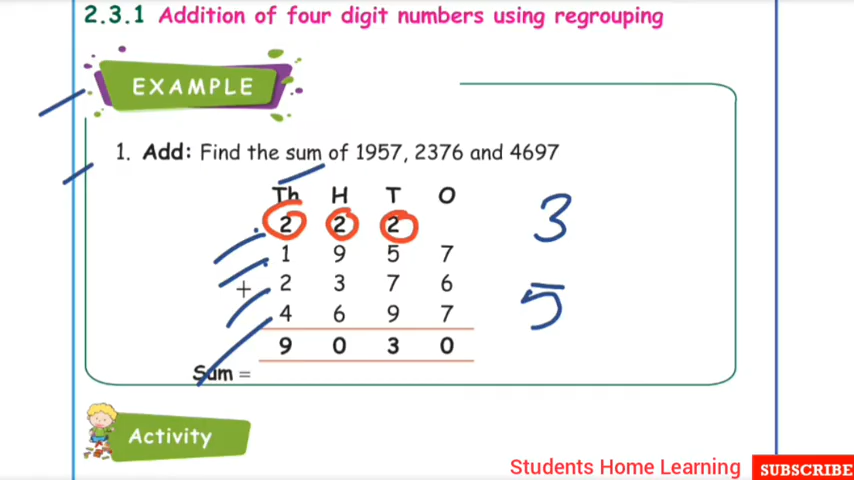 2.3.1 Addition of four digit numbers using regrouping
EXAMPLE
1. Add: Find the sum of 1957, 2376 and 4697
Th H T O
2 2 2
1 9 5 7
+ 2 3 7 6
4 6 9 7
9 0 3 0
Sum =
3
5
Activity
Students Home Learning SUBSCRIBE